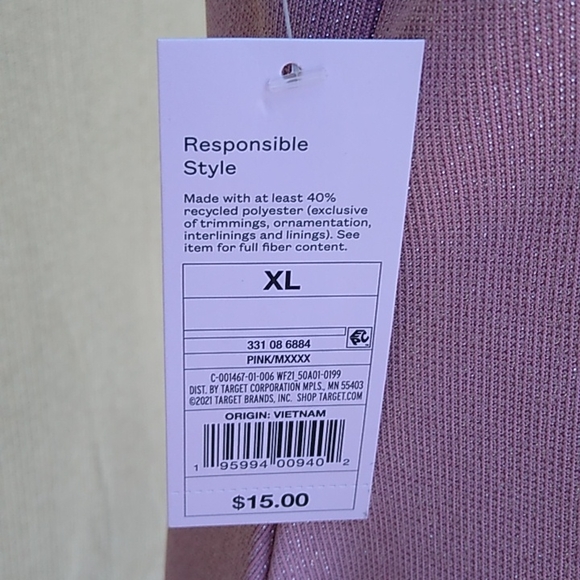 Responsible
Style
Made with at least 40%
recycled polyester (exclusive
of trimmings, ornamentation,
interlinings and linings). See
item for full fiber content.
XL
331 08 6884
PINK/MXXXX
C-001467-01-006 WF21_50A01-0199
DIST. BY TARGET CORPORATION MPLS., MN 55403
©2021 TARGET BRANDS, INC. SHOP TARGET.COM
ORIGIN: VIETNAM
1 95994 00940 2
$15.00